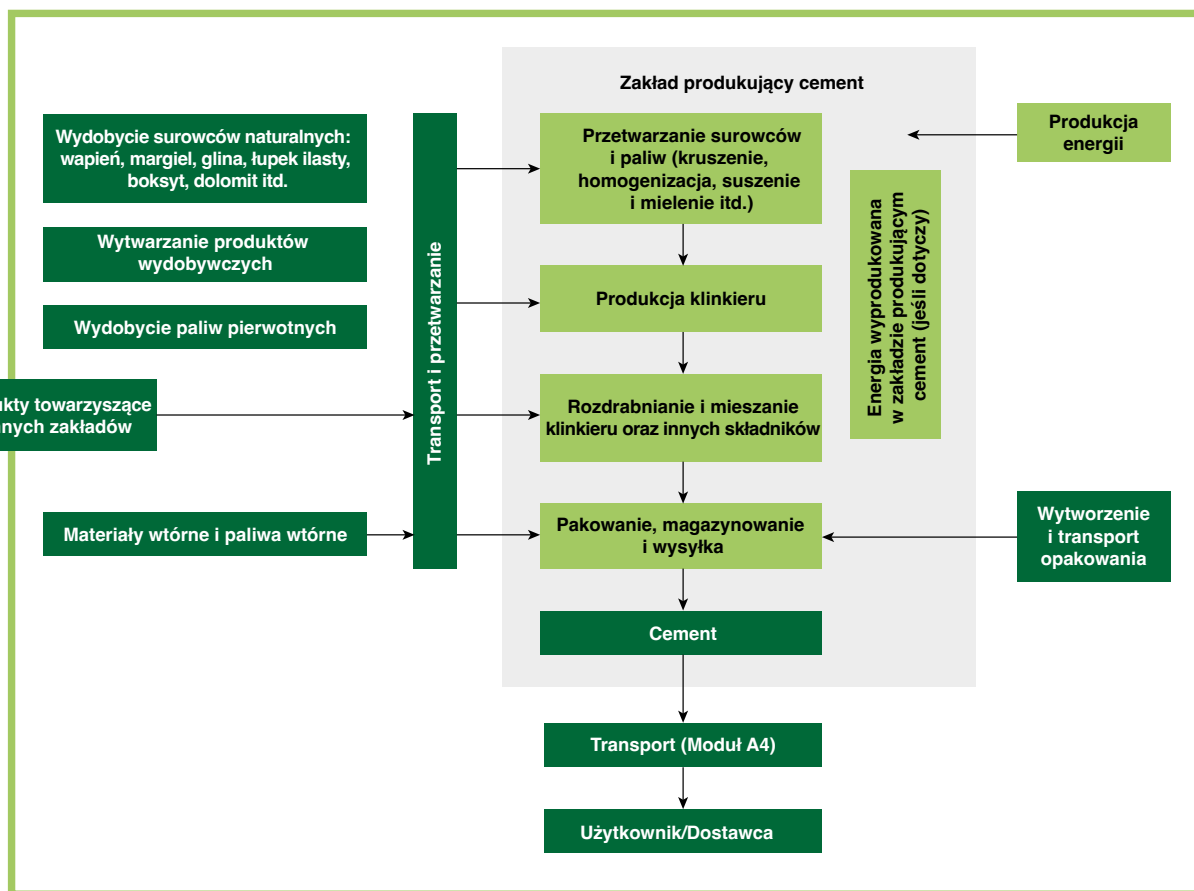 Zakład produkujący cement
Wydobycie surowców naturalnych:
wapień, margiel, glina, łupek ilasty,
boksyt, dolomit itd.
Wytwarzanie produktów
wydobywczych
Wydobycie paliw pierwotnych
towarzyszące
zakładów
Materiały wtórne i paliwa wtórne
Transport i przetwarzanie
Przetwarzanie surowców
i paliw (kruszenie,
homogenizacja, suszenie
i mielenie itd.)
Produkcja klinkieru
Rozdrabnianie i mieszanie
klinkieru oraz innych składników
Pakowanie, magazynowanie
i wysyłka
Cement
Transport (Moduł A4)
Użytkownik/Dostawca
Energia wyprodukowana
w zakładzie produkującym
cement (jeśli dotyczy)
Produkcja
energii
Wytworzenie
i transport
opakowania